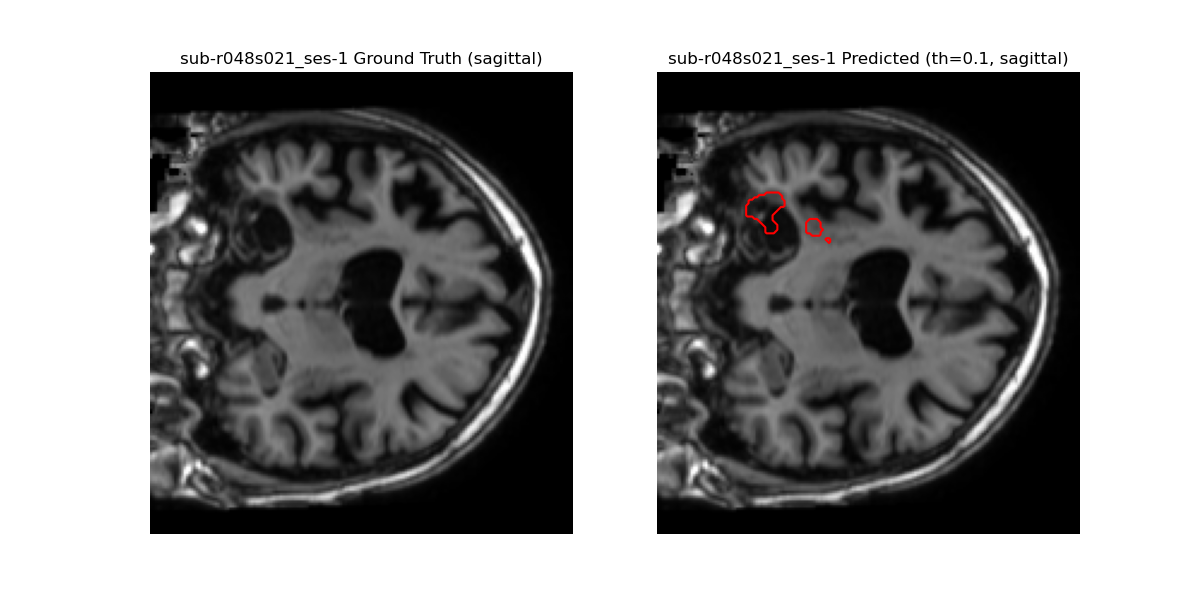 sub-r048s021_ses-1 Ground Truth (sagittal)
sub-r048s021_ses-1 Predicted (th=0.1, sagittal)